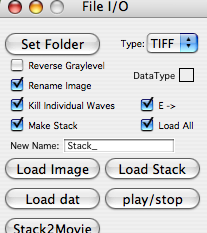 File I/O
Set Folder
Type: TIFF
Reverse Graylevel
DataType
Rename Image
Kill Individual Waves
E ->
Make Stack
Load All
New Name: Stack_
Load Image
Load Stack
Load dat
play/stop
Stack2Movie